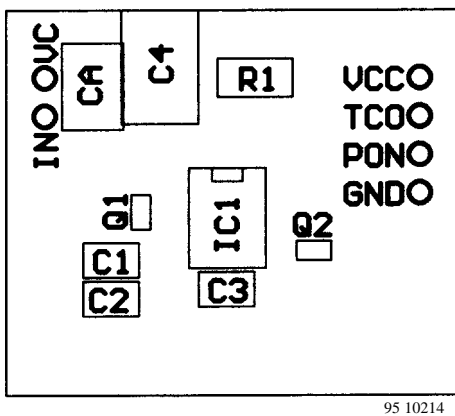 INO OVC
CA
C4
R1
VCCO
TCOO
PONO
GNDO
Q1
IC1
Q2
C1
C2
C3
95 10214